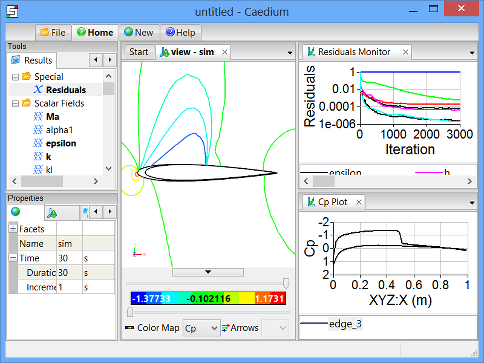 untitled - Caedium
File
Home
New
Help
Tools
Results
Special
Residuals
Scalar Fields
Ma
alpha1
epsilon
k
kl
Properties
Facets
Name sim
Time 30 s
Duratic 30 s
Increme 1 s
Start
view - sim
-1.37733 -0.102116 1.1731
Color Map Cp Arrows
Residuals Monitor
Residuals
1
0.01
0.0001
1e-006
0 1000 2000 3000
Iteration
epsilon
h
Cp Plot
Cp
-2
-1
0
1
2
0 0.2 0.4 0.6 0.8 1
XYZ:X (m)
edge_3